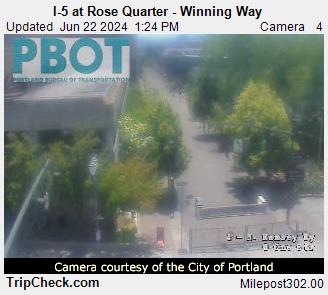 I-5 at Rose Quarter - Winning Way
Updated Jun 22 2024 1:24 PM Camera 4
PBOT
PORTLAND BUREAU OF TRANSPORTATION
Camera courtesy of the City of Portland
TripCheck.com Milepost302.00